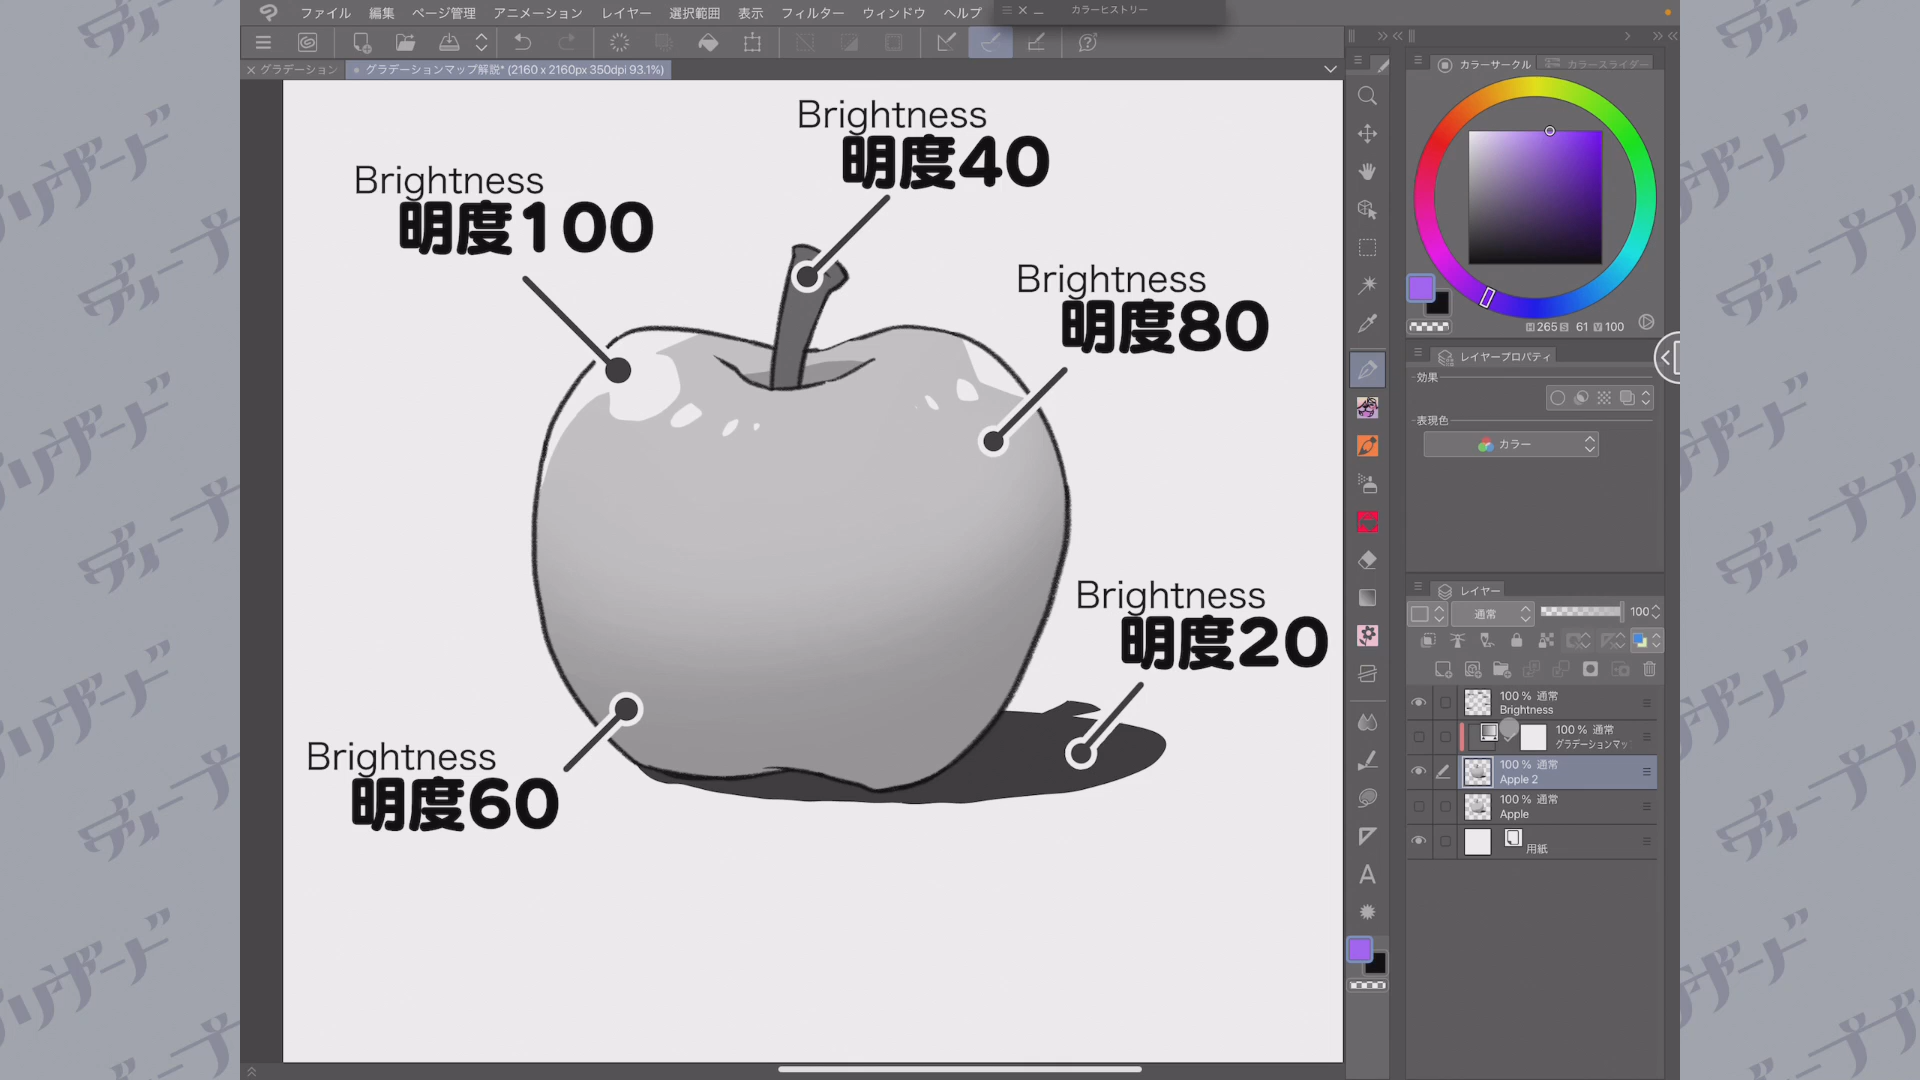 ファイル 編集 ページ管理 アニメーション レイヤー 選択範囲 表示 フィルター ウィンドウ ヘルプ
カラーヒストリー
グラデーション
グラデーションマップ解説* (2160 x 2160px 350dpi 93.1%)
カラーサークル
カラースライダー
Brightness
明度40
Brightness
明度100
Brightness
明度80
Brightness
明度20
Brightness
明度60
H 265 S 61 V 100
レイヤープロパティ
効果
表現色
カラー
レイヤー
通常
100
100 % 通常
Brightness
100 % 通常
グラデーションマッ
100 % 通常
Apple 2
100 % 通常
Apple
用紙